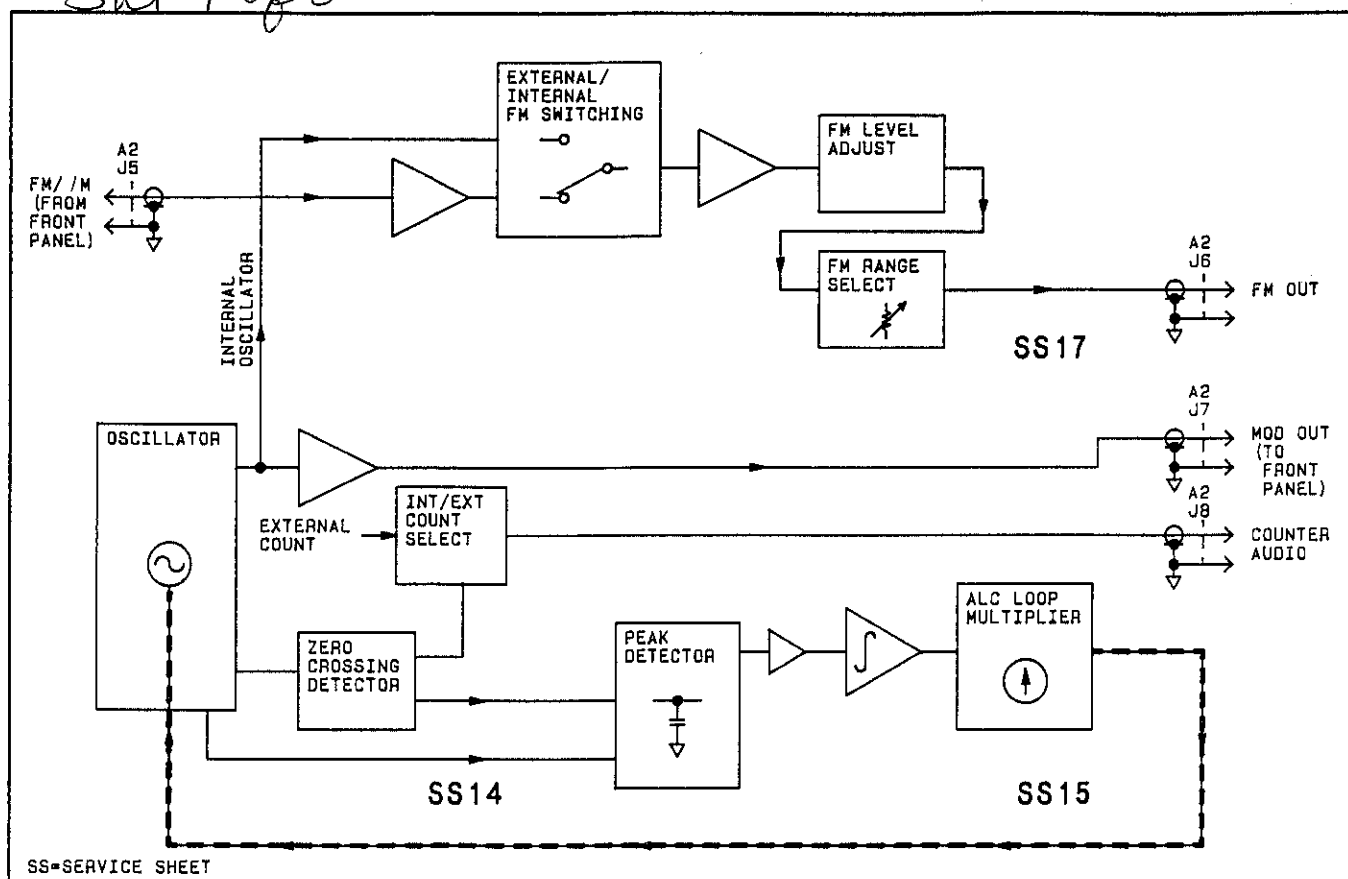 EXTERNAL/
INTERNAL
FM SWITCHING
FM LEVEL
ADJUST
A2
J5
FM/ /M
(FROM
FRONT
PANEL)
INTERNAL
OSCILLATOR
FM RANGE
SELECT
A2
J6
FM OUT
SS17
OSCILLATOR
A2
J7
MOD OUT
(TO
FRONT
PANEL)
INT/EXT
COUNT
SELECT
EXTERNAL
COUNT
A2
J8
COUNTER
AUDIO
ZERO
CROSSING
DETECTOR
PEAK
DETECTOR
ALC LOOP
MULTIPLIER
SS14
SS15
SS=SERVICE SHEET